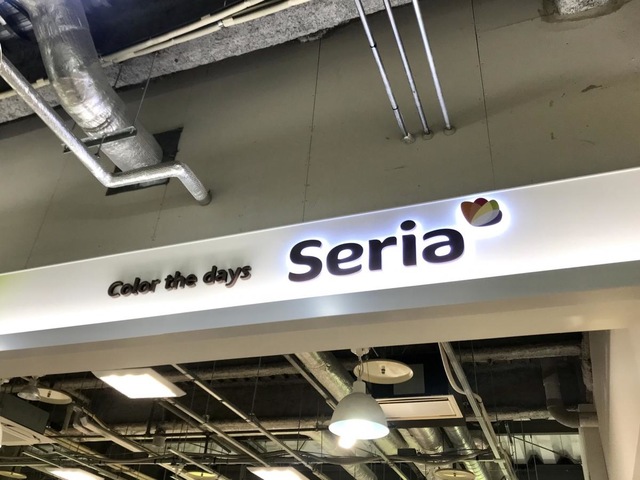 Color the days Seria